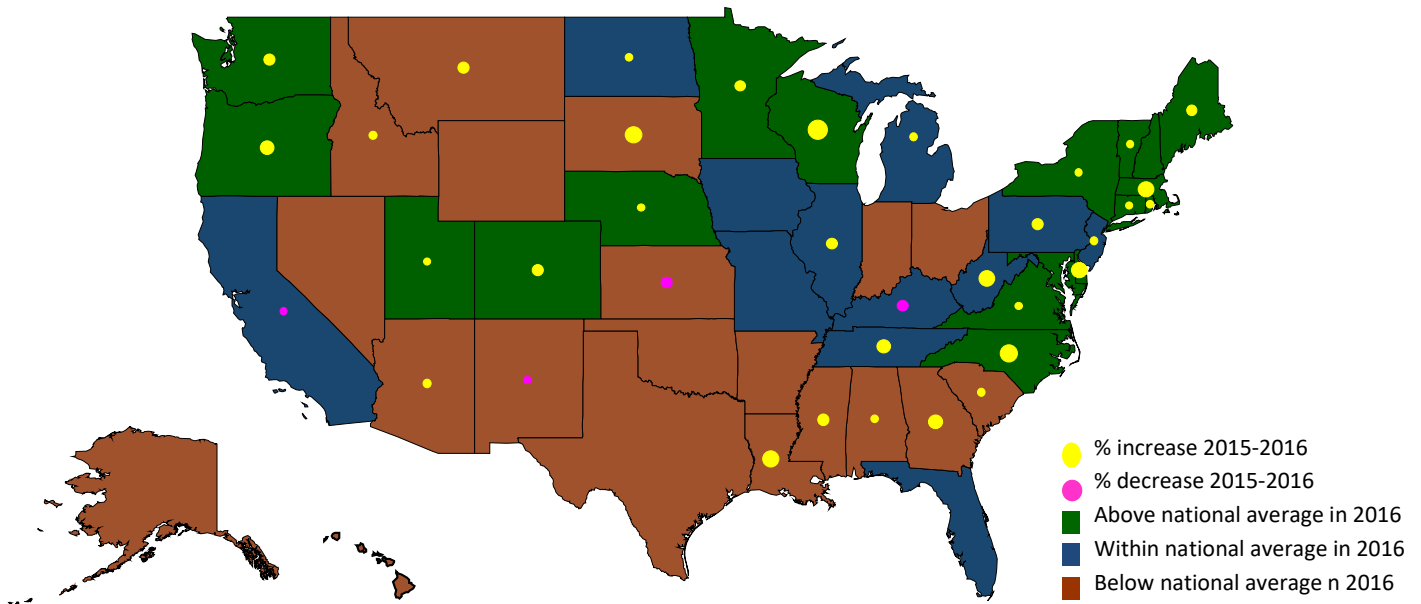 % increase 2015-2016
% decrease 2015-2016
Above national average in 2016
Within national average in 2016
Below national average n 2016